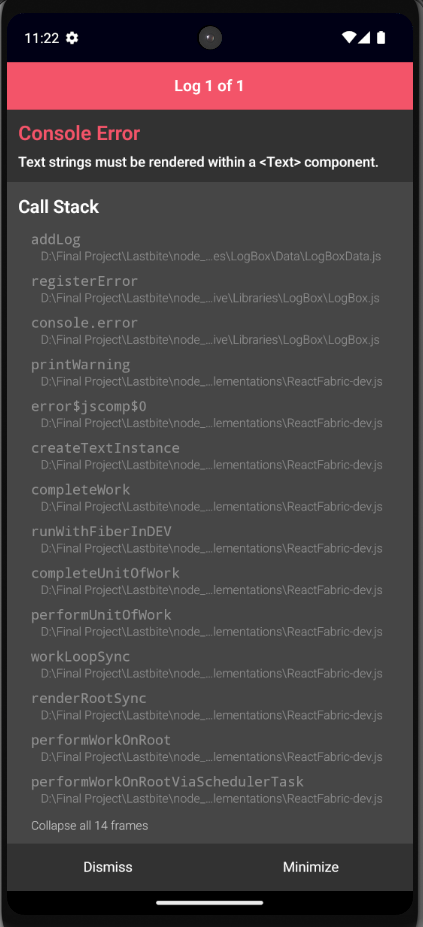 11:22
Log 1 of 1
Console Error
Text strings must be rendered within a <Text> component.
Call Stack
addLog
D:\Final Project\Lastbite\node_…es\LogBox\Data\LogBoxData.js
registerError
D:\Final Project\Lastbite\node_…ive\Libraries\LogBox\LogBox.js
console.error
D:\Final Project\Lastbite\node_…ive\Libraries\LogBox\LogBox.js
printWarning
D:\Final Project\Lastbite\node_…lementations\ReactFabric-dev.js
error$jscomp$0
D:\Final Project\Lastbite\node_…lementations\ReactFabric-dev.js
createTextInstance
D:\Final Project\Lastbite\node_…lementations\ReactFabric-dev.js
completeWork
D:\Final Project\Lastbite\node_…lementations\ReactFabric-dev.js
runWithFiberInDEV
D:\Final Project\Lastbite\node_…lementations\ReactFabric-dev.js
completeUnitOfWork
D:\Final Project\Lastbite\node_…lementations\ReactFabric-dev.js
performUnitOfWork
D:\Final Project\Lastbite\node_…lementations\ReactFabric-dev.js
workLoopSync
D:\Final Project\Lastbite\node_…lementations\ReactFabric-dev.js
renderRootSync
D:\Final Project\Lastbite\node_…lementations\ReactFabric-dev.js
performWorkOnRoot
D:\Final Project\Lastbite\node_…lementations\ReactFabric-dev.js
performWorkOnRootViaSchedulerTask
D:\Final Project\Lastbite\node_…lementations\ReactFabric-dev.js
Collapse all 14 frames
Dismiss
Minimize